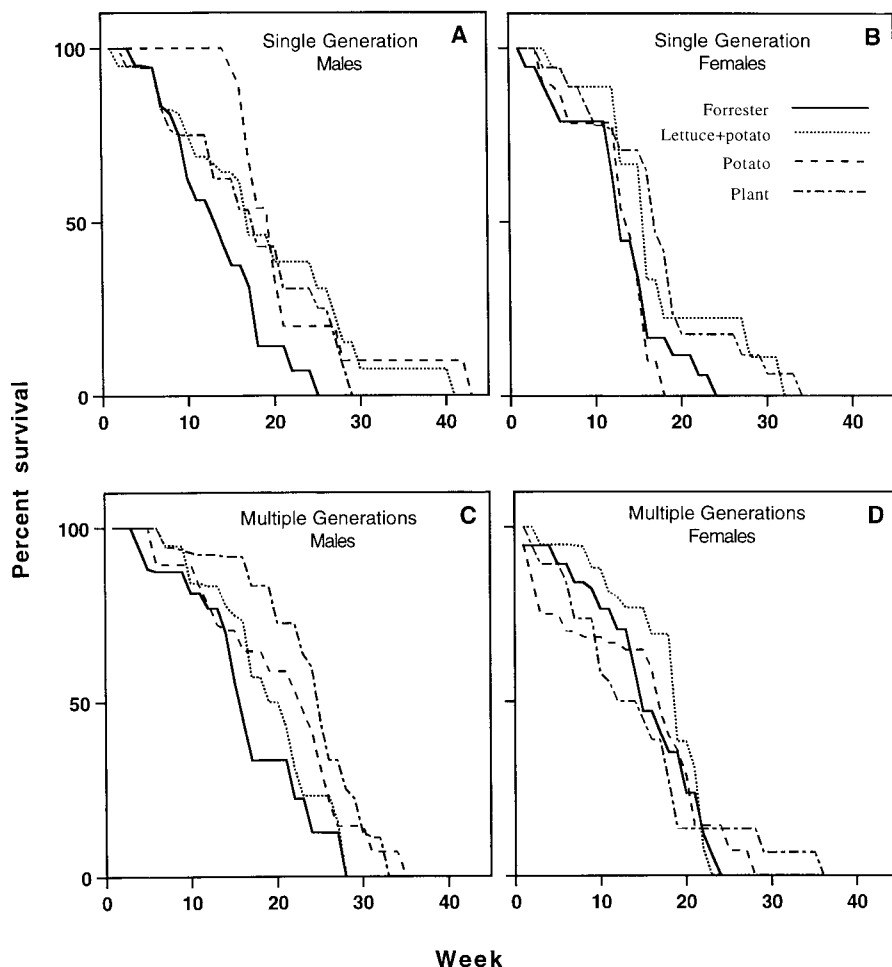 Single Generation A
Males
Single Generation B
Females
Forrester
Lettuce+potato
Potato
Plant
100
50
0
0 10 20 30 40
0 10 20 30 40
Percent survival
Multiple Generations C
Males
Multiple Generations D
Females
100
50
0
0 10 20 30 40
0 10 20 30 40
Week